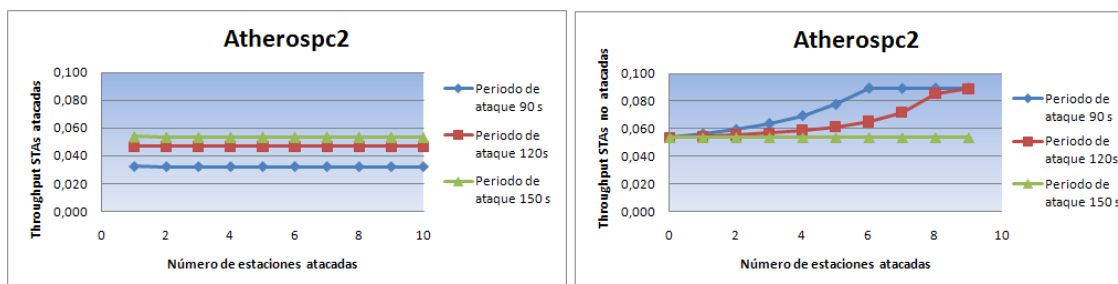 Atherospc2
Throughput STAs atacadas
0,100
0,080
0,060
0,040
0,020
0,000
0 2 4 6 8 10
Número de estaciones atacadas
Periodo de
ataque 90 s
Periodo de
ataque 120s
Periodo de
ataque 150 s
Atherospc2
Throughput STAs no atacadas
0,100
0,080
0,060
0,040
0,020
0,000
0 2 4 6 8 10
Número de estaciones atacadas
Periodo de
ataque 90 s
Periodo de
ataque 120s
Periodo de
ataque 150 s